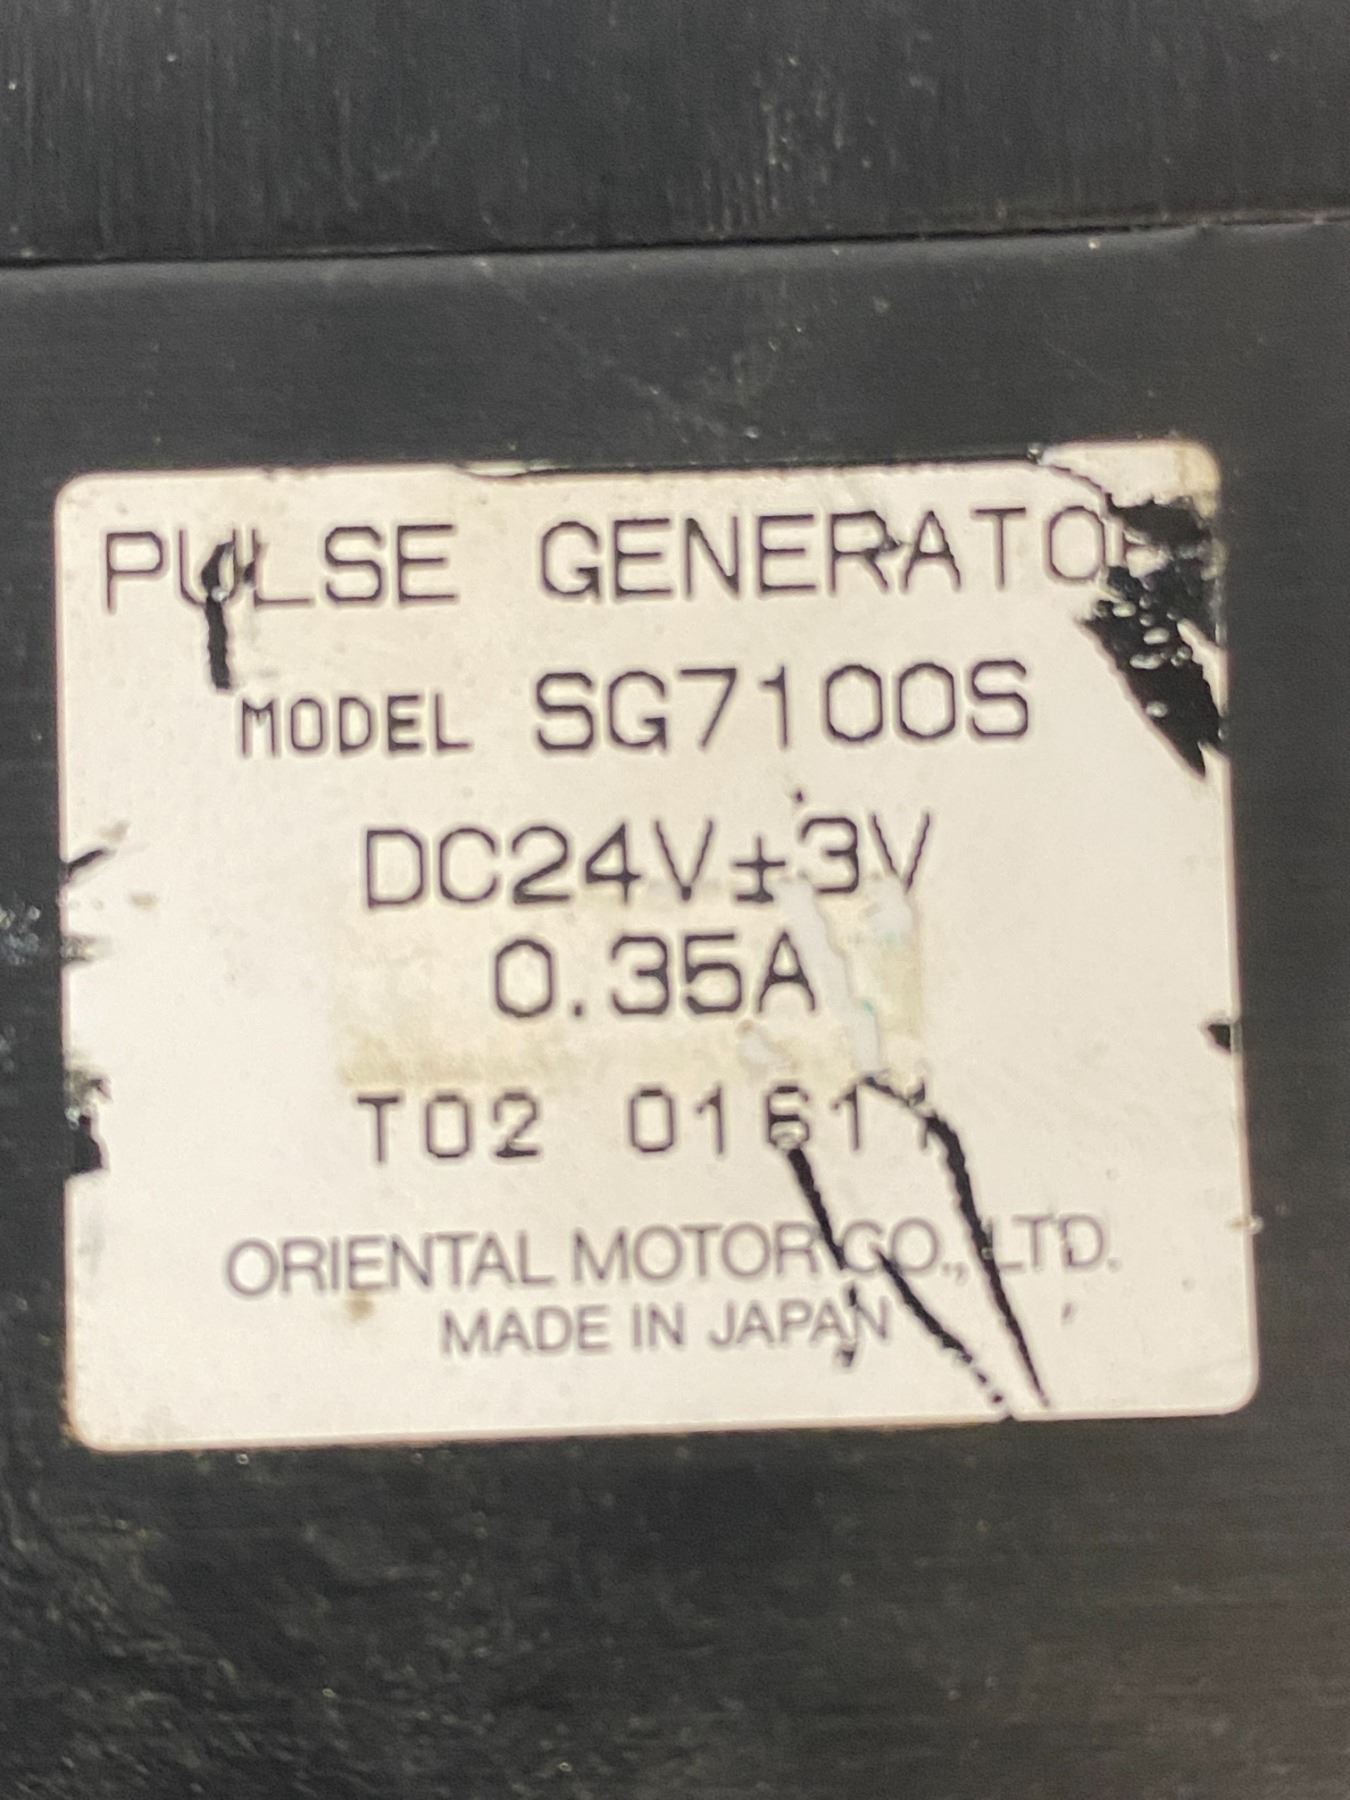 PULSE GENERATOR
MODEL SG7100S
DC24V±3V
0.35A
T02 01611
ORIENTAL MOTOR CO., LTD.
MADE IN JAPAN